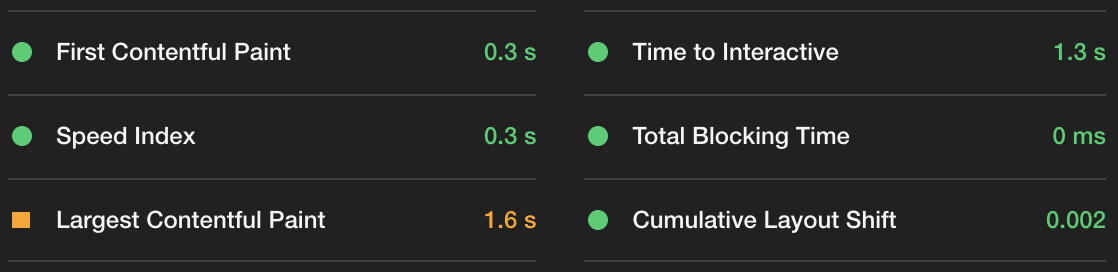 First Contentful Paint 0.3 s
Time to Interactive 1.3 s
Speed Index 0.3 s
Total Blocking Time 0 ms
Largest Contentful Paint 1.6 s
Cumulative Layout Shift 0.002